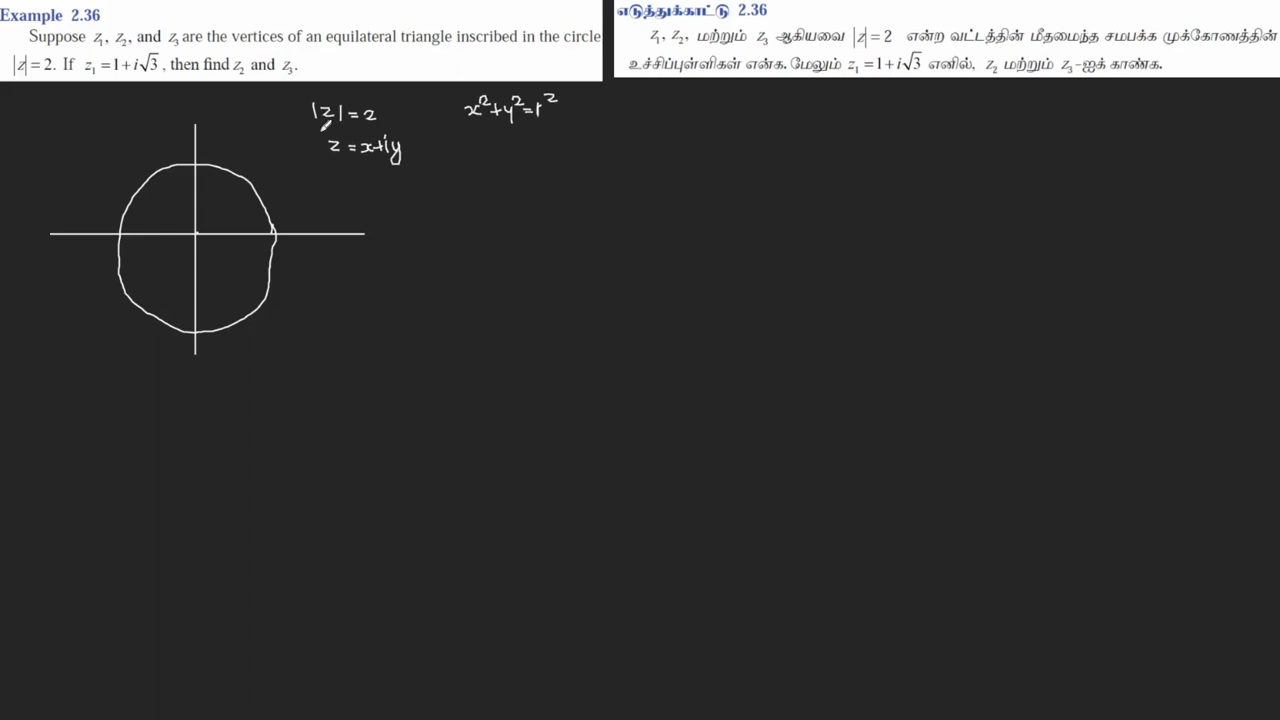 Example 2.36
Suppose z₁, z₂, and z₃ are the vertices of an equilateral triangle inscribed in the circle
|z| = 2. If z₁ = 1 + i√3, then find z₂ and z₃.
எடுத்துக்காட்டு 2.36
z₁, z₂, மற்றும் z₃ ஆகியவை |z| = 2 என்ற வட்டத்தின் மீதமைந்த சமபக்க முக்கோணத்தின்
உச்சிப்புள்ளிகள் என்க. மேலும் z₁ = 1 + i√3 எனில், z₂ மற்றும் z₃-ஐக் காண்க.
|z| = 2
x² + y² = r²
z = x + iy